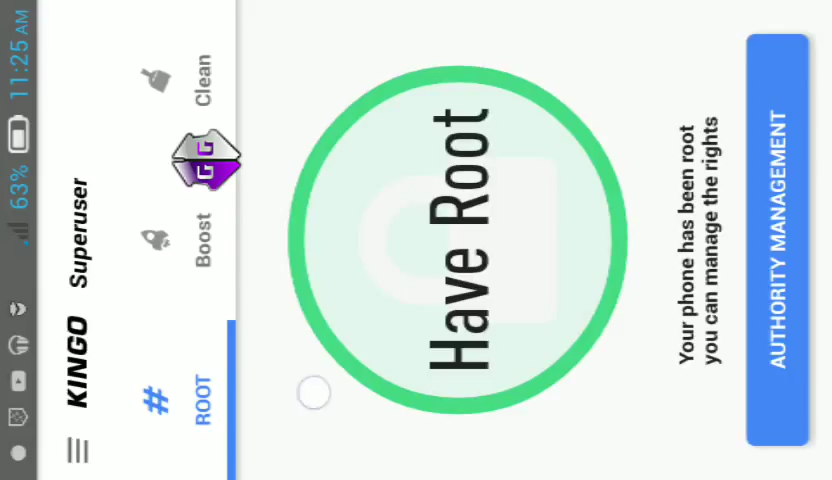 63% 11:25 AM
KINGO Superuser
ROOT Boost Clean
GG
Have Root
Your phone has been root
you can manage the rights
AUTHORITY MANAGEMENT